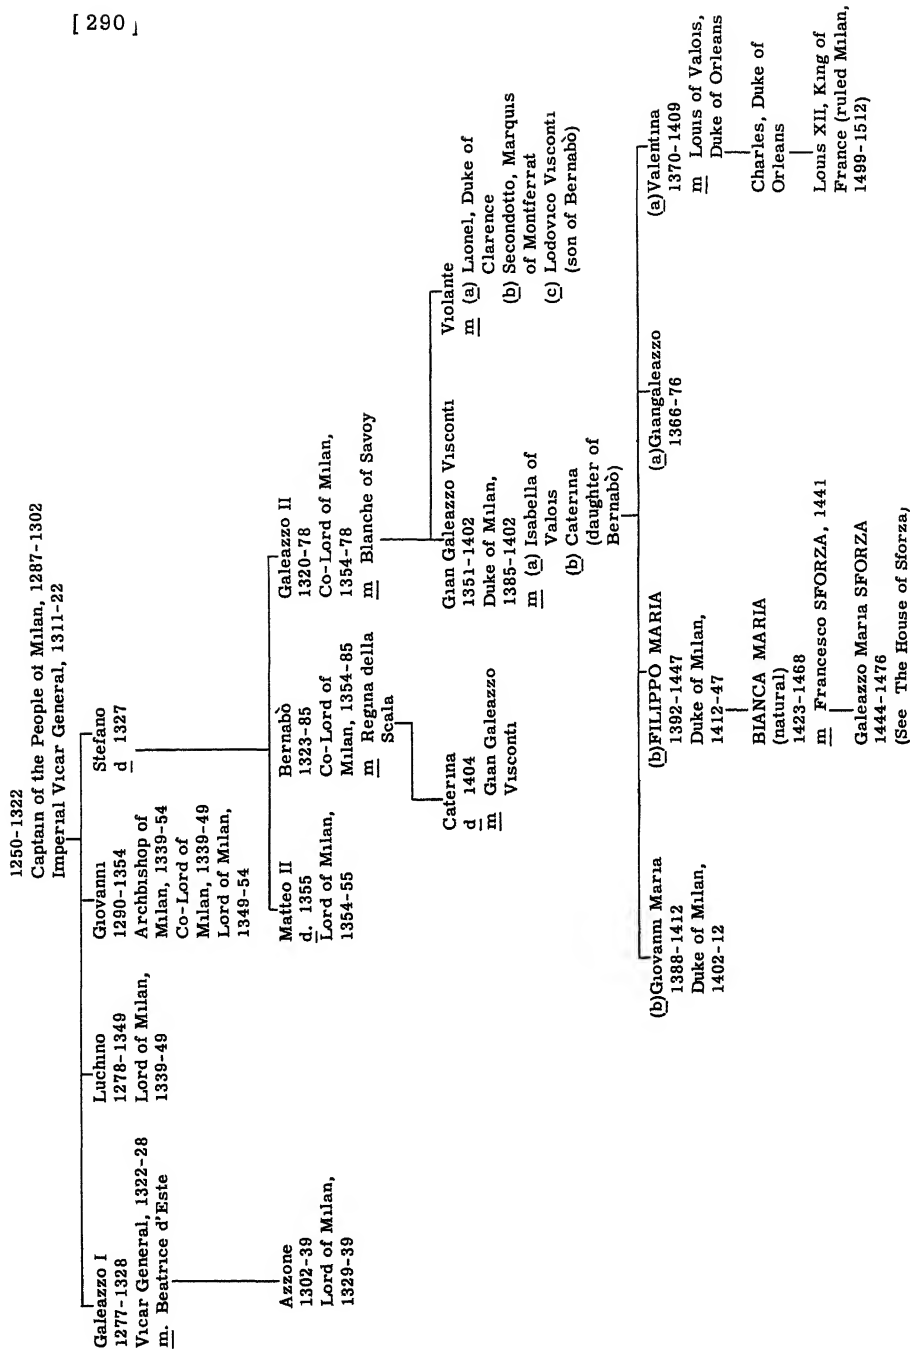 [ 290 ]
1250-1322
Captain of the People of Milan, 1287-1302
Imperial Vicar General, 1311-22
Galeazzo I
1277-1328
Vicar General, 1322-28
m. Beatrice d'Este
Luchino
1278-1349
Lord of Milan,
1339-49
Giovanni
1290-1354
Archbishop of
Milan, 1339-54
Co-Lord of
Milan, 1339-49
Lord of Milan,
1349-54
Stefano
d 1327
Azzone
1302-39
Lord of Milan,
1329-39
Matteo II
d. 1355
Lord of Milan,
1354-55
Bernabò
1323-85
Co-Lord of
Milan, 1354-85
m Regina della
Scala
Galeazzo II
1320-78
Co-Lord of Milan,
1354-78
m Blanche of Savoy
Caterina
d 1404
m Gian Galeazzo
Visconti
Gian Galeazzo Visconti
1351-1402
Duke of Milan,
1385-1402
m (a) Isabella of
Valois
(b) Caterina
(daughter of
Bernabò)
Violante
m (a) Lionel, Duke of
Clarence
(b) Secondotto, Marquis
of Montferrat
(c) Lodovico Visconti
(son of Bernabò)
(b)Giovanni Maria
1388-1412
Duke of Milan,
1402-12
(b)FILIPPO MARIA
1392-1447
Duke of Milan,
1412-47
BIANCA MARIA
(natural)
1423-1468
m Francesco SFORZA, 1441
Galeazzo Maria SFORZA
1444-1476
(See The House of Sforza,
(a)Giangaleazzo
1366-76
(a)Valentina
1370-1409
m Louis of Valois,
Duke of Orleans
Charles, Duke of
Orleans
Louis XII, King of
France (ruled Milan,
1499-1512)